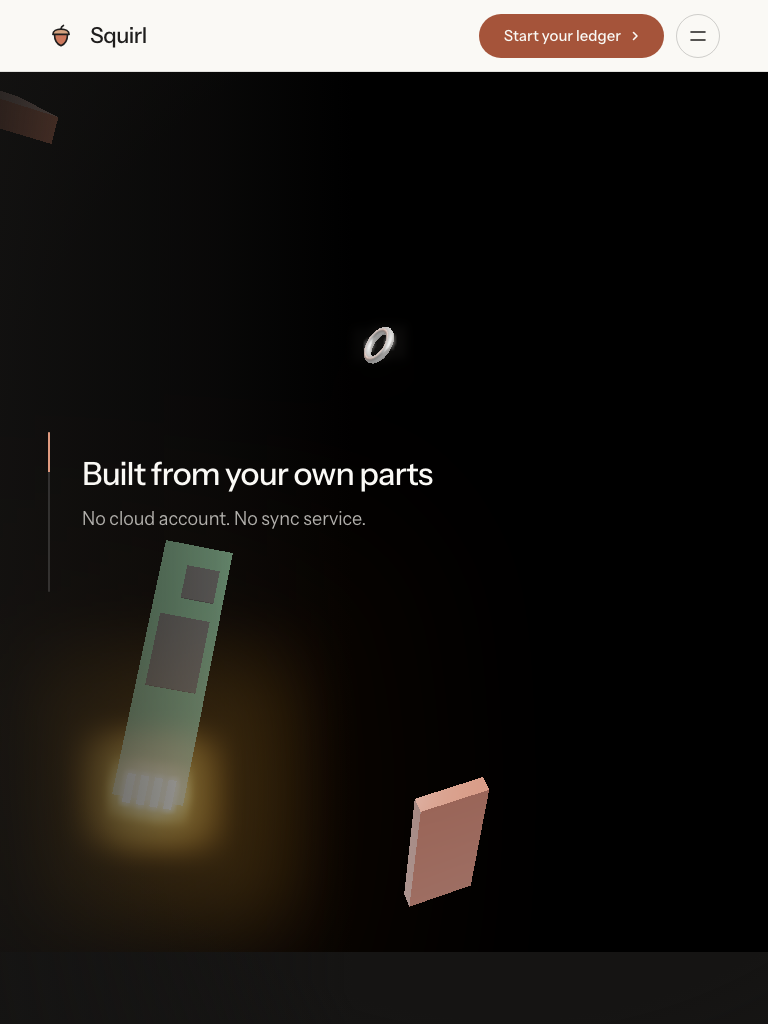 Squirl
Start your ledger
Built from your own parts
No cloud account. No sync service.